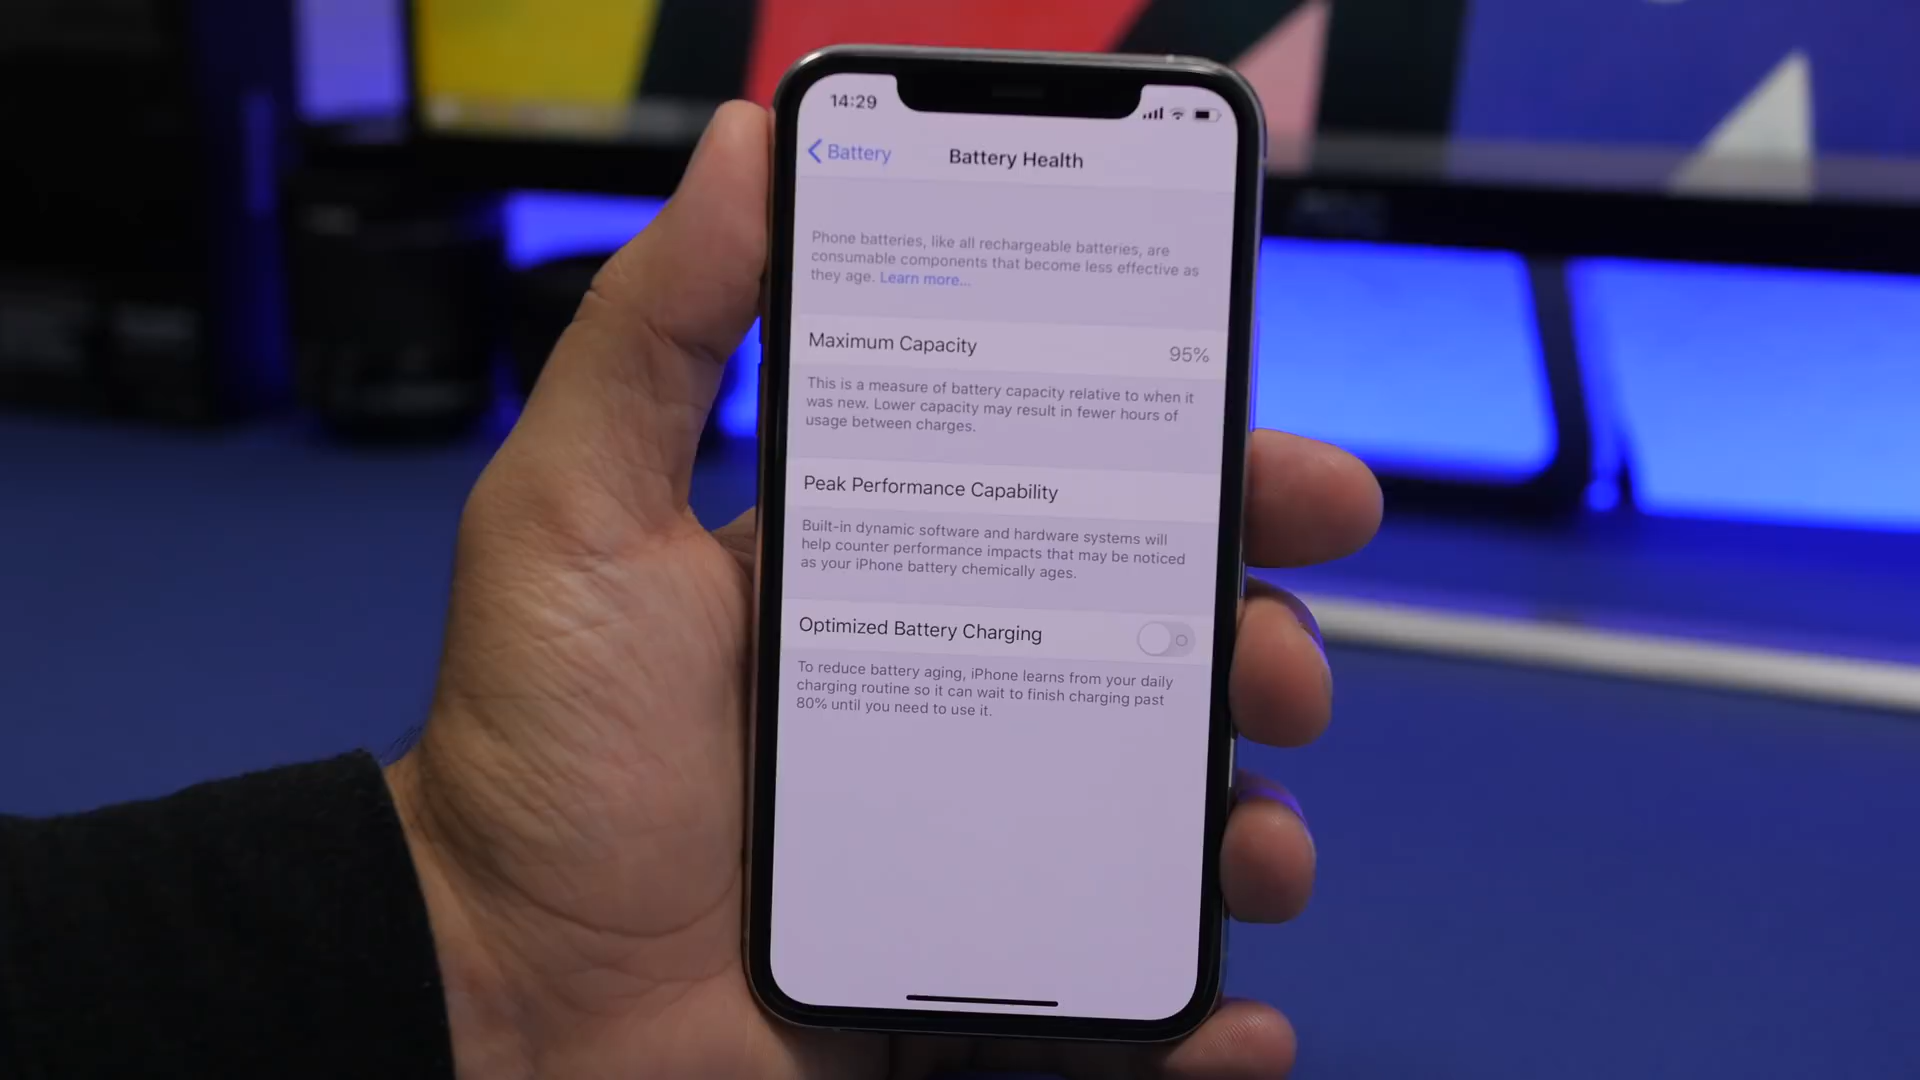 14:29
Battery
Battery Health
Phone batteries, like all rechargeable batteries, are
consumable components that become less effective as
they age. Learn more...
Maximum Capacity
95%
This is a measure of battery capacity relative to when it
was new. Lower capacity may result in fewer hours of
usage between charges.
Peak Performance Capability
Built-in dynamic software and hardware systems will
help counter performance impacts that may be noticed
as your iPhone battery chemically ages.
Optimized Battery Charging
To reduce battery aging, iPhone learns from your daily
charging routine so it can wait to finish charging past
80% until you need to use it.